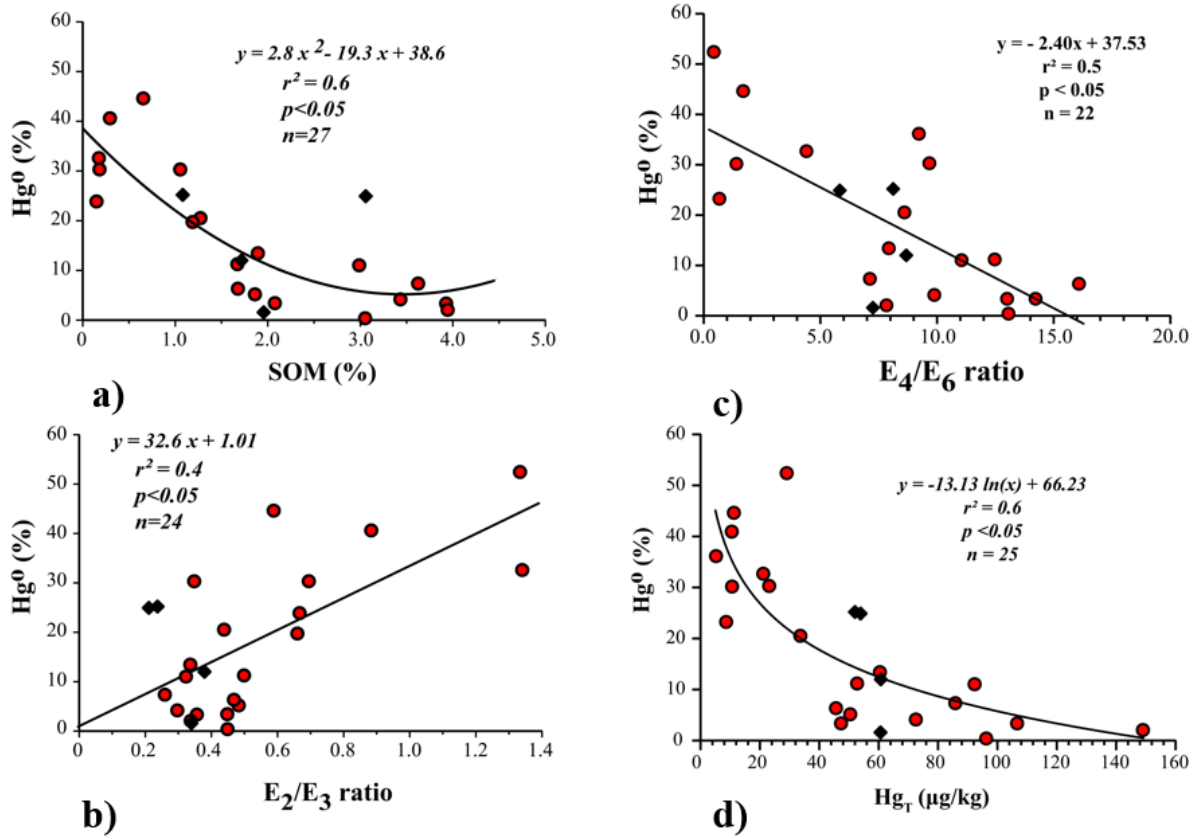 60
50
40
30
20
10
0
Hg⁰ (%)
y = 2.8 x ²- 19.3 x + 38.6
r² = 0.6
p<0.05
n=27
0 1.0 2.0 3.0 4.0 5.0
SOM (%)
a)
60
50
40
30
20
10
0
Hg⁰ (%)
y = - 2.40x + 37.53
r² = 0.5
p < 0.05
n = 22
0.0 5.0 10.0 15.0 20.0
E₄/E₆ ratio
c)
60
50
40
30
20
10
0
Hg⁰ (%)
y = 32.6 x + 1.01
r² = 0.4
p<0.05
n=24
0 0.2 0.4 0.6 0.8 1.0 1.2 1.4
E₂/E₃ ratio
b)
60
50
40
30
20
10
0
Hg⁰ (%)
y = -13.13 ln(x) + 66.23
r² = 0.6
p <0.05
n = 25
0 20 40 60 80 100 120 140 160
Hg_T (µg/kg)
d)